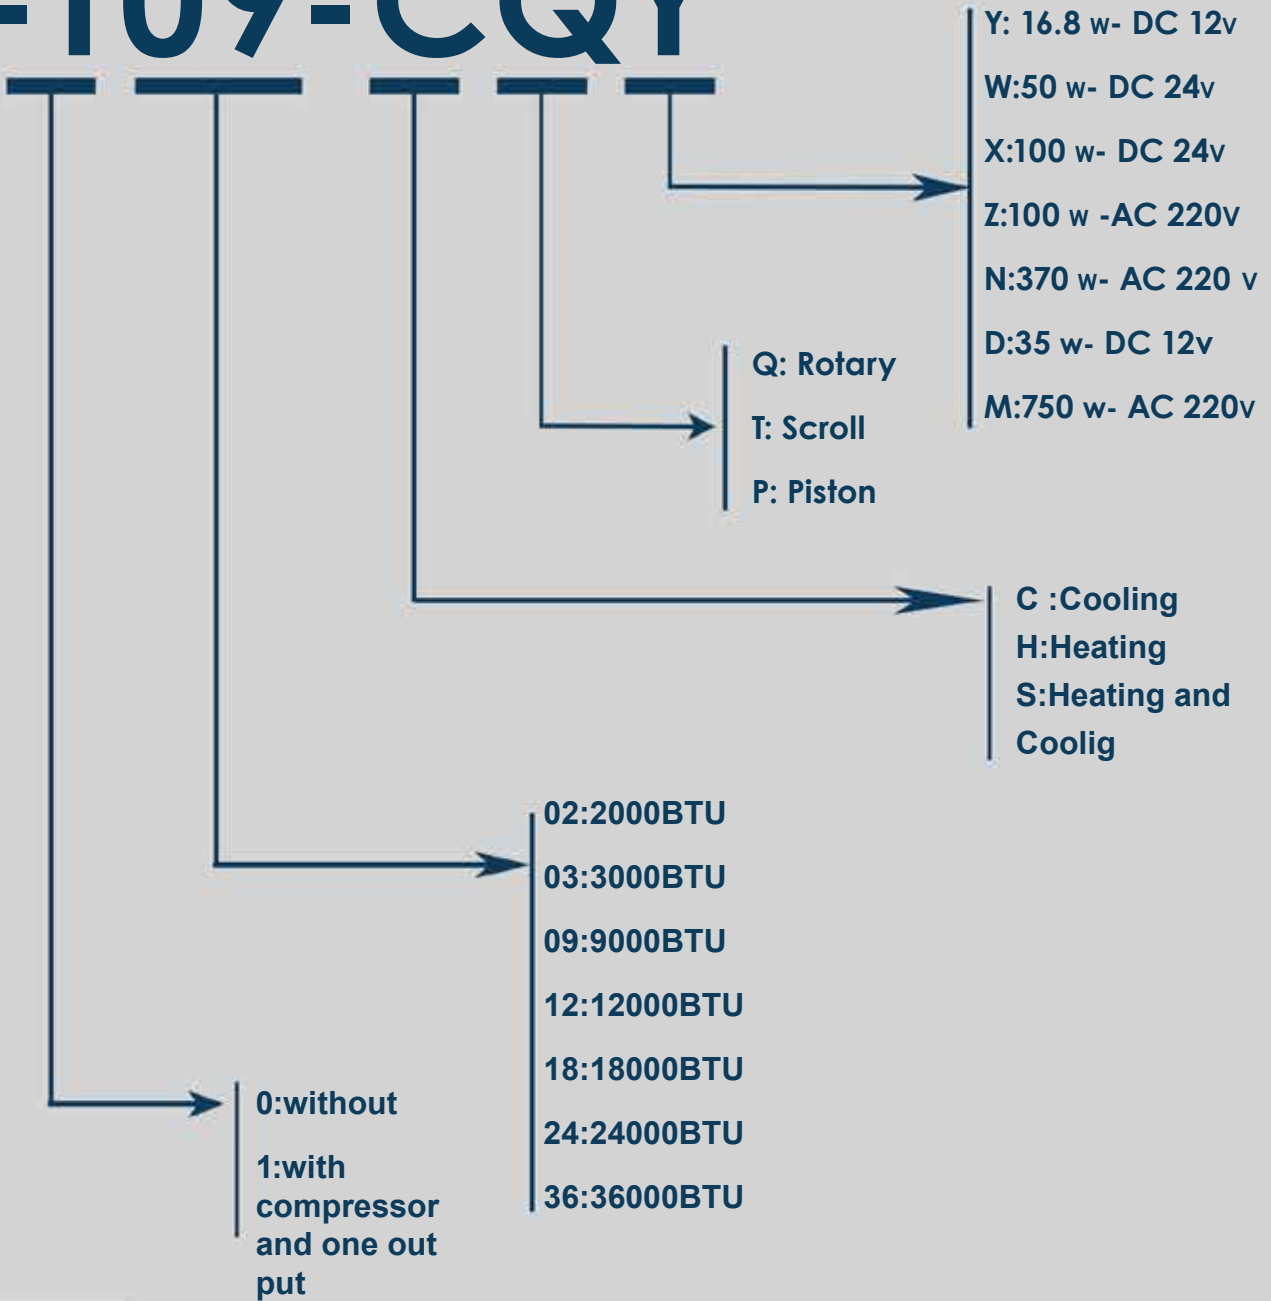 -109-CQY
Y: 16.8 w- DC 12v
W:50 w- DC 24v
X:100 w- DC 24v
Z:100 w -AC 220v
N:370 w- AC 220 v
D:35 w- DC 12v
M:750 w- AC 220v
Q: Rotary
T: Scroll
P: Piston
C :Cooling
H:Heating
S:Heating and
Coolig
02:2000BTU
03:3000BTU
09:9000BTU
12:12000BTU
18:18000BTU
24:24000BTU
36:36000BTU
0:without
1:with
compressor
and one out
put